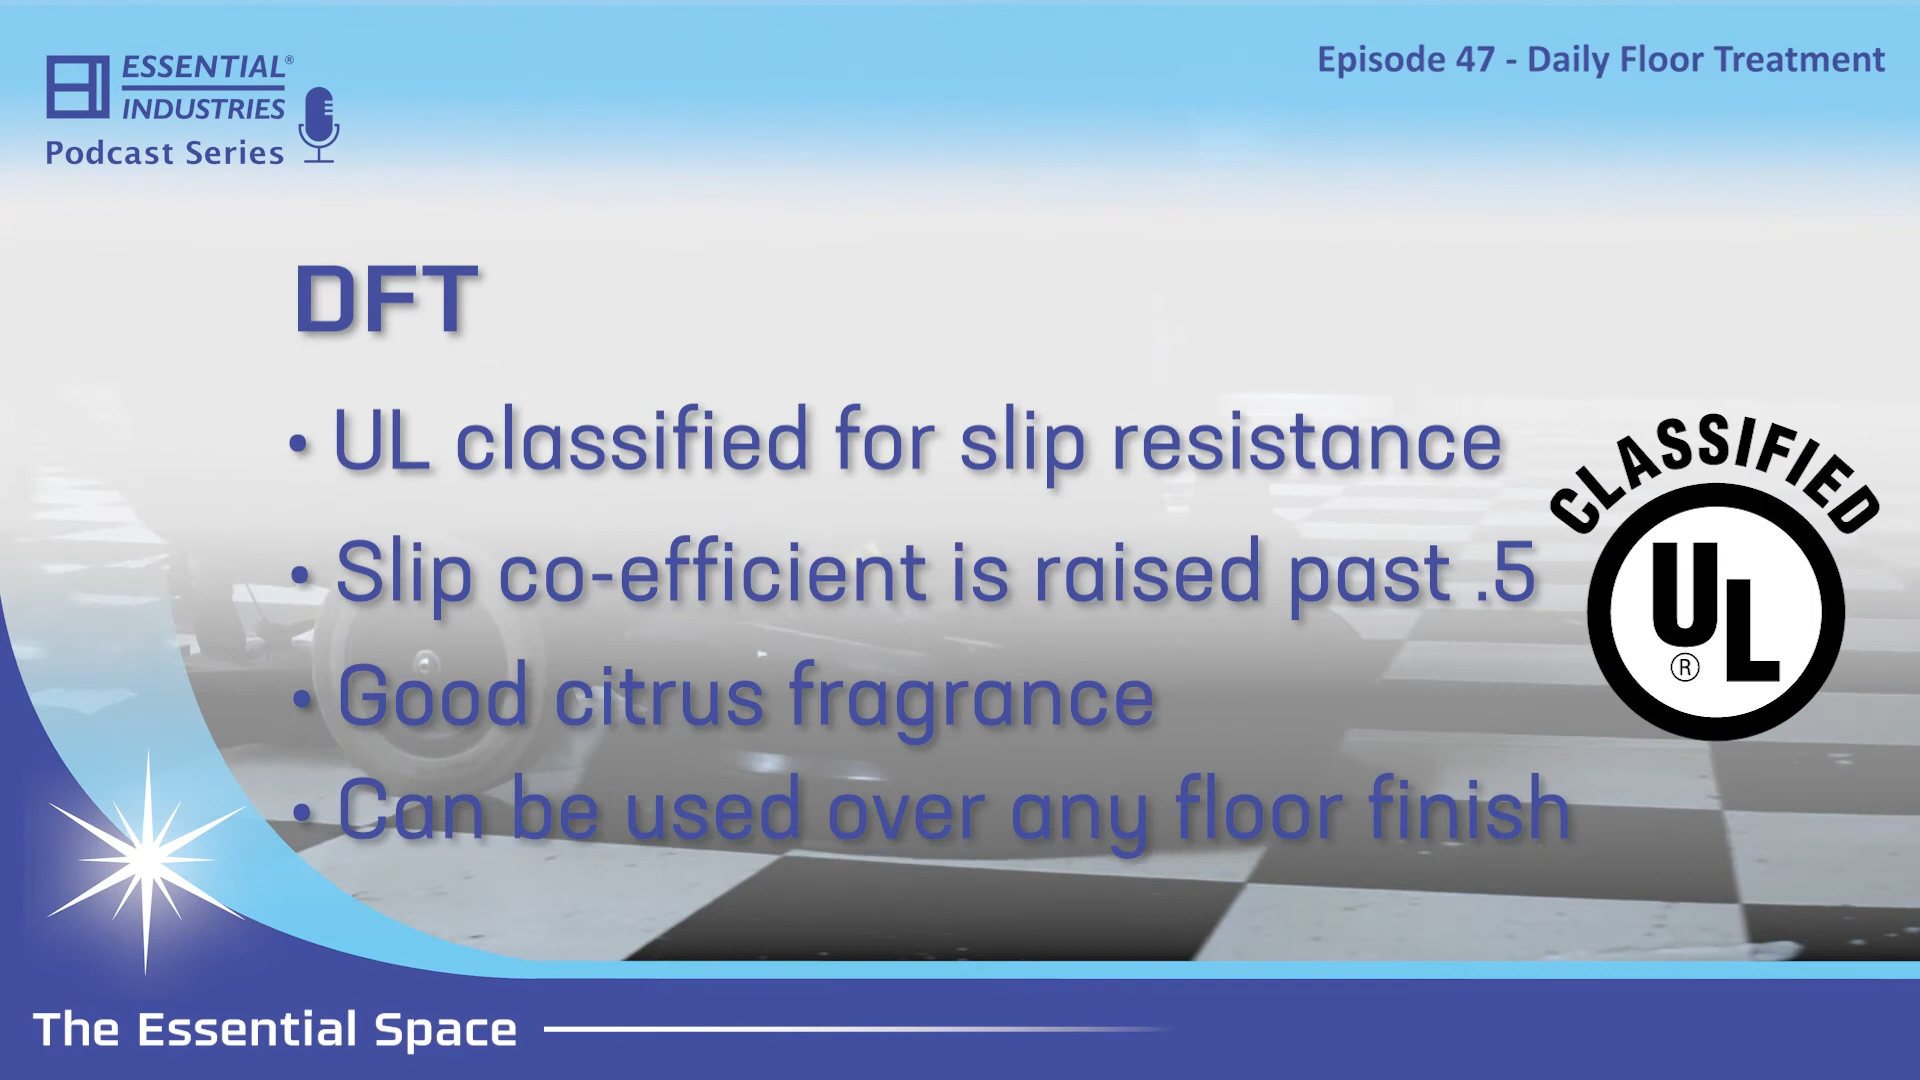 ESSENTIAL®
INDUSTRIES
Podcast Series
Episode 47 - Daily Floor Treatment
DFT
• UL classified for slip resistance
• Slip co-efficient is raised past .5
• Good citrus fragrance
• Can be used over any floor finish
CLASSIFIED
UL
®
The Essential Space